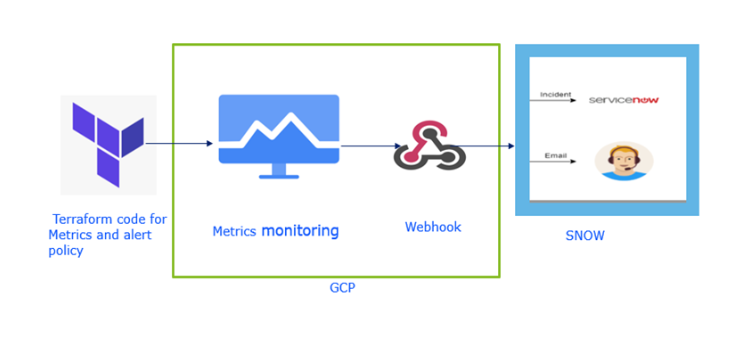 Incident
servicenow
Email
Terraform code for
Metrics and alert
policy
Metrics monitoring
Webhook
SNOW
GCP